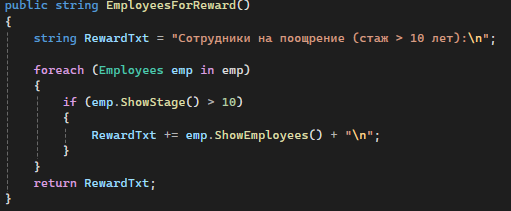 public string EmployeesForReward()
{
string RewardTxt = "Сотрудники на поощрение (стаж > 10 лет):\n";
foreach (Employees emp in emp)
{
if (emp.ShowStage() > 10)
{
RewardTxt += emp.ShowEmployees() + "\n";
}
}
return RewardTxt;
}